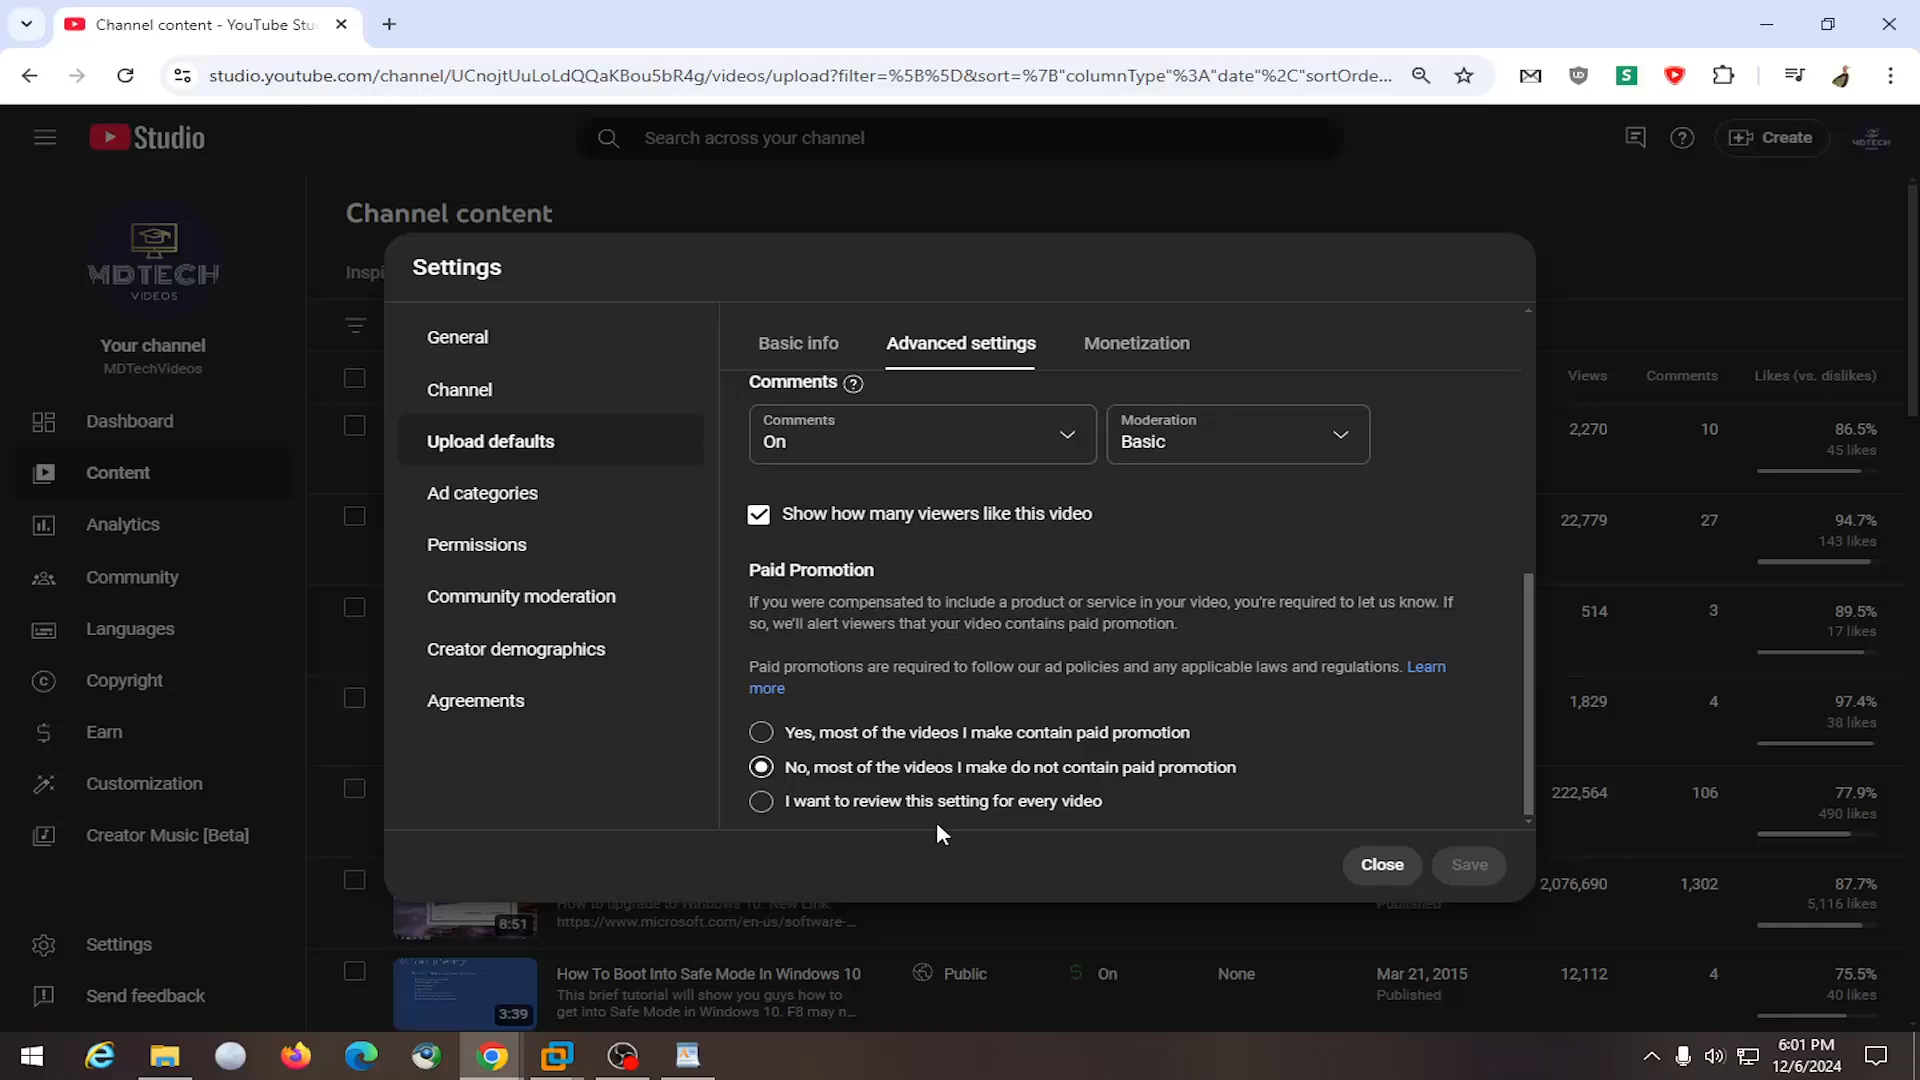 Channel content - YouTube Stu
studio.youtube.com/channel/UCnojtUuLoLdQQaKBou5bR4g/videos/upload?filter=%5B%5D&sort=%7B"columnType"%3A"date"%2C"sortOrde...
Studio
Search across your channel
Create
MDTECH
MDTECH
VIDEOS
Your channel
MDTechVideos
Dashboard
Content
Analytics
Community
Languages
Copyright
Earn
Customization
Creator Music [Beta]
Settings
Send feedback
Channel content
Inspi
Settings
General
Channel
Upload defaults
Ad categories
Permissions
Community moderation
Creator demographics
Agreements
Basic info
Advanced settings
Monetization
Comments
Comments
On
Moderation
Basic
Show how many viewers like this video
Paid Promotion
If you were compensated to include a product or service in your video, you're required to let us know. If
so, we'll alert viewers that your video contains paid promotion.
Paid promotions are required to follow our ad policies and any applicable laws and regulations. Learn
more
Yes, most of the videos I make contain paid promotion
No, most of the videos I make do not contain paid promotion
I want to review this setting for every video
Close
Save
Views Comments Likes (vs. dislikes)
2,270 10 86.5%
45 likes
22,779 27 94.7%
143 likes
514 3 89.5%
17 likes
1,829 4 97.4%
38 likes
222,564 106 77.9%
490 likes
2,076,690 1,302 87.7%
5,116 likes
8:51
How to upgrade to Windows 10. New Link:
https://www.microsoft.com/en-us/software-...
Published
3:39
How To Boot Into Safe Mode In Windows 10
This brief tutorial will show you guys how to
get into Safe Mode in Windows 10. F8 may n...
Public
On
None
Mar 21, 2015
Published
12,112 4 75.5%
40 likes
6:01 PM
12/6/2024